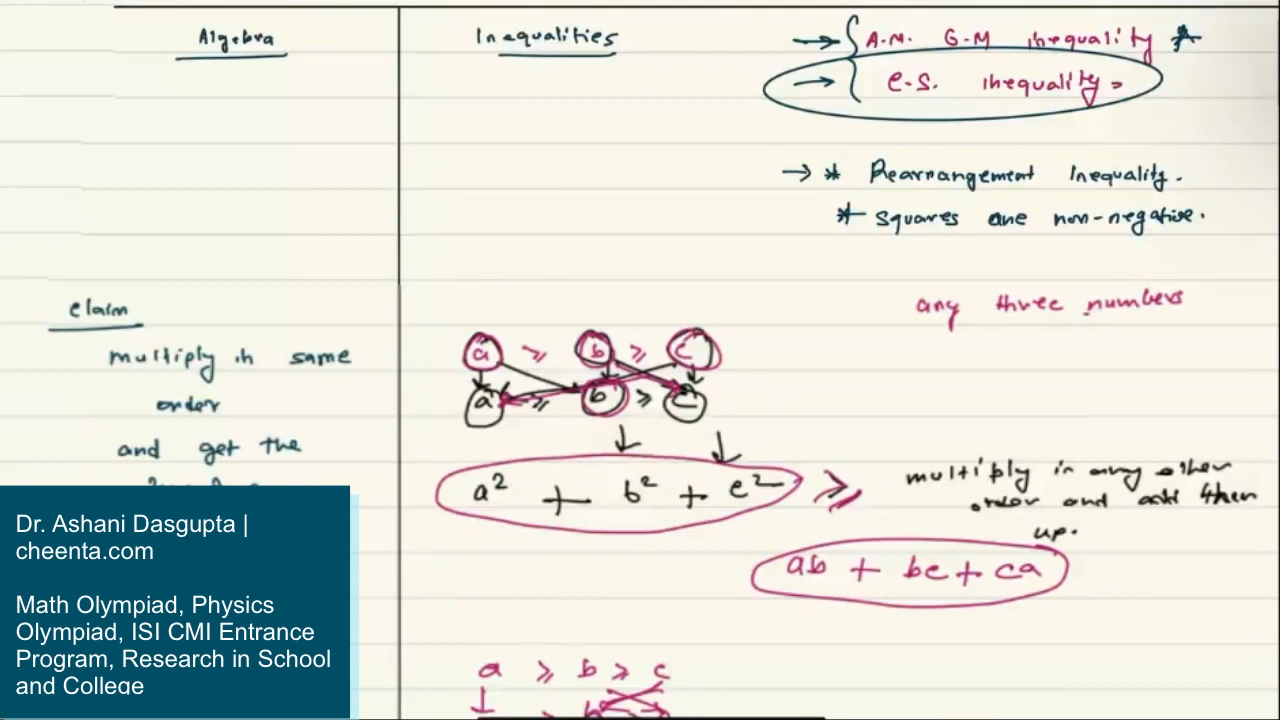 Algebra
Inequalities
→ { A.M. G-M inequality *
→ { C.S. inequality.
→ * Rearrangement Inequality.
* squares are non-negative.
Claim
any three numbers
multiply in same
order
and get the
a ≥ b ≥ c
a ≥ b ≥ c
a² + b² + c² ≥ multiply in any other
order and add them
up.
ab + bc + ca
a ≥ b ≥ c
Dr. Ashani Dasgupta |
cheenta.com
Math Olympiad, Physics
Olympiad, ISI CMI Entrance
Program, Research in School
and College